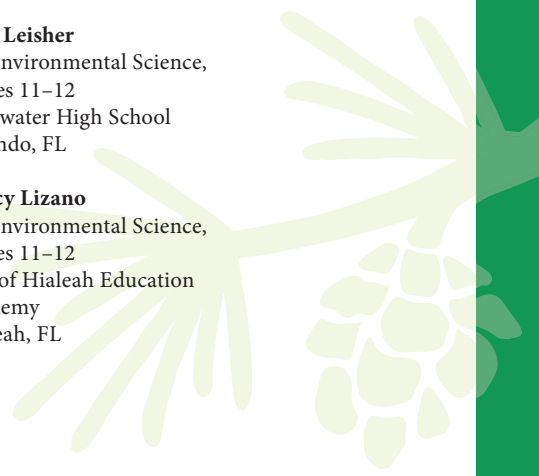 Leisher
nvironmental Science,
es 11–12
water High School
ndo, FL
cy Lizano
nvironmental Science,
es 11–12
of Hialeah Education
emy
eah, FL